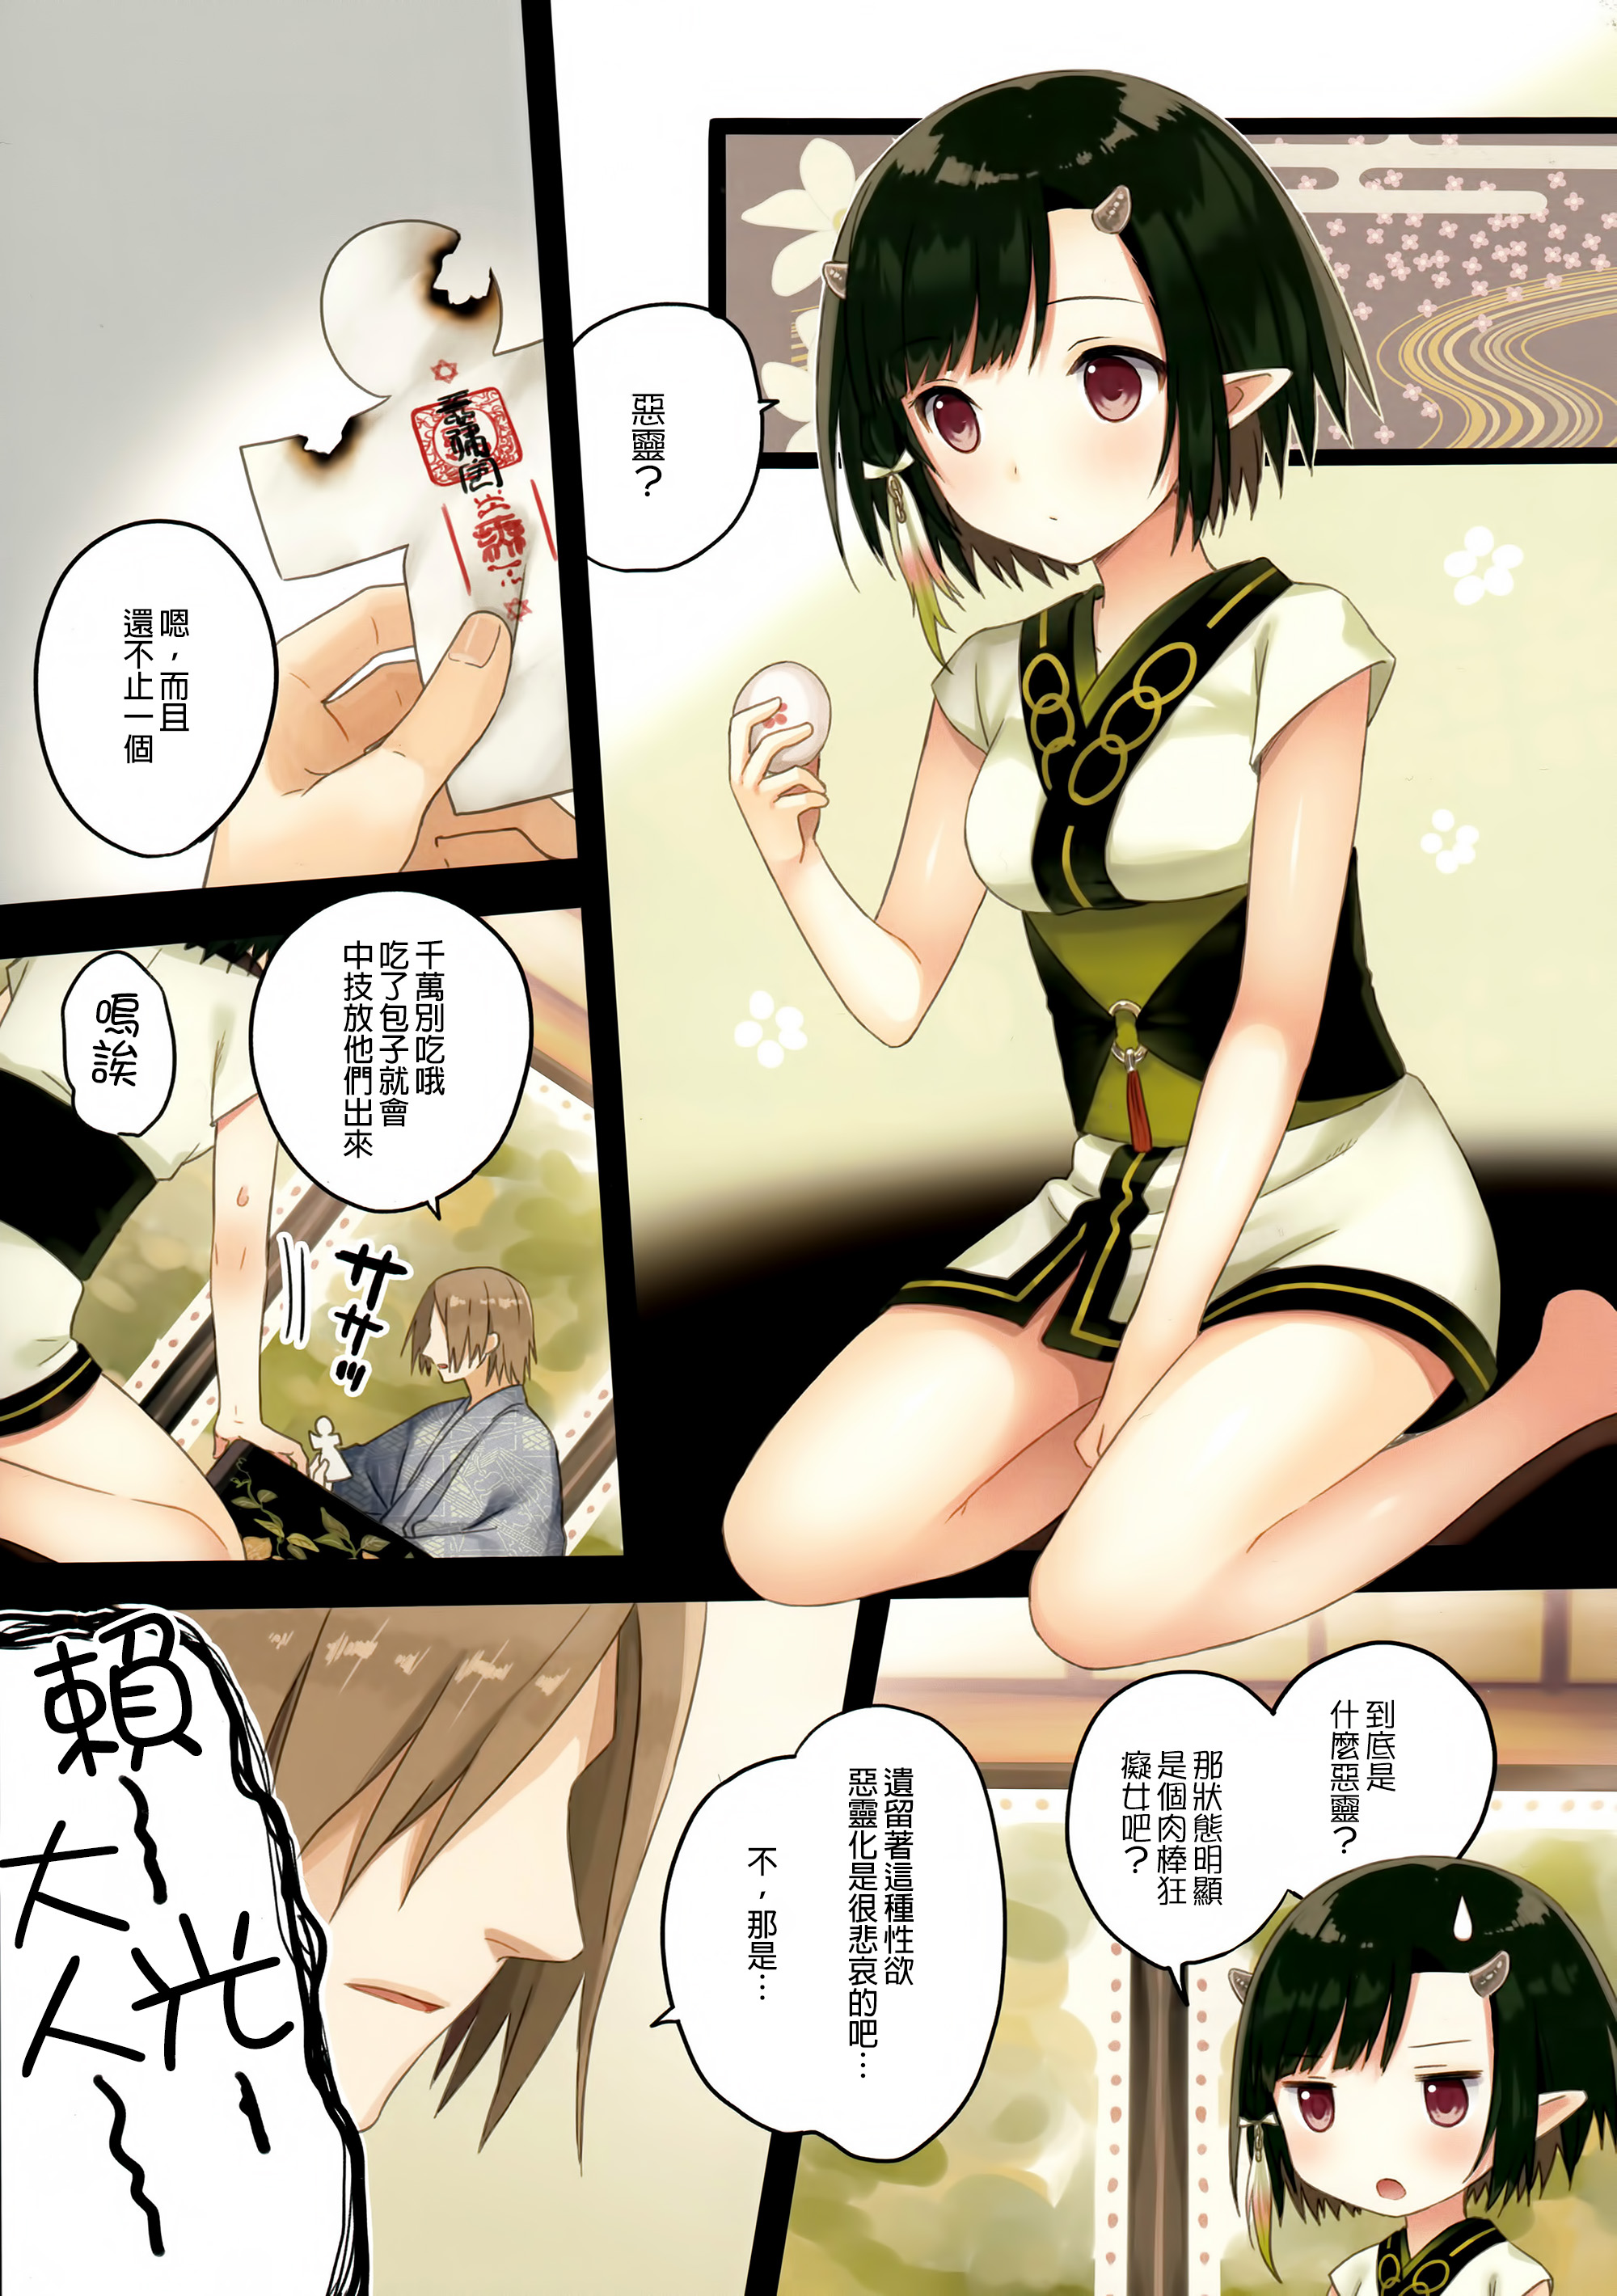 惡靈？
嗯，而且
還不止一個
千萬別吃哦
吃了包子就會
中技放他們出來
嗚誒
ササッ
到底是
什麼惡靈？
那狀態明顯
是個肉棒狂
癡女吧？
遺留著這種性欲
惡靈化是很悲哀的吧…
不，那是…
賴～光～
大人～